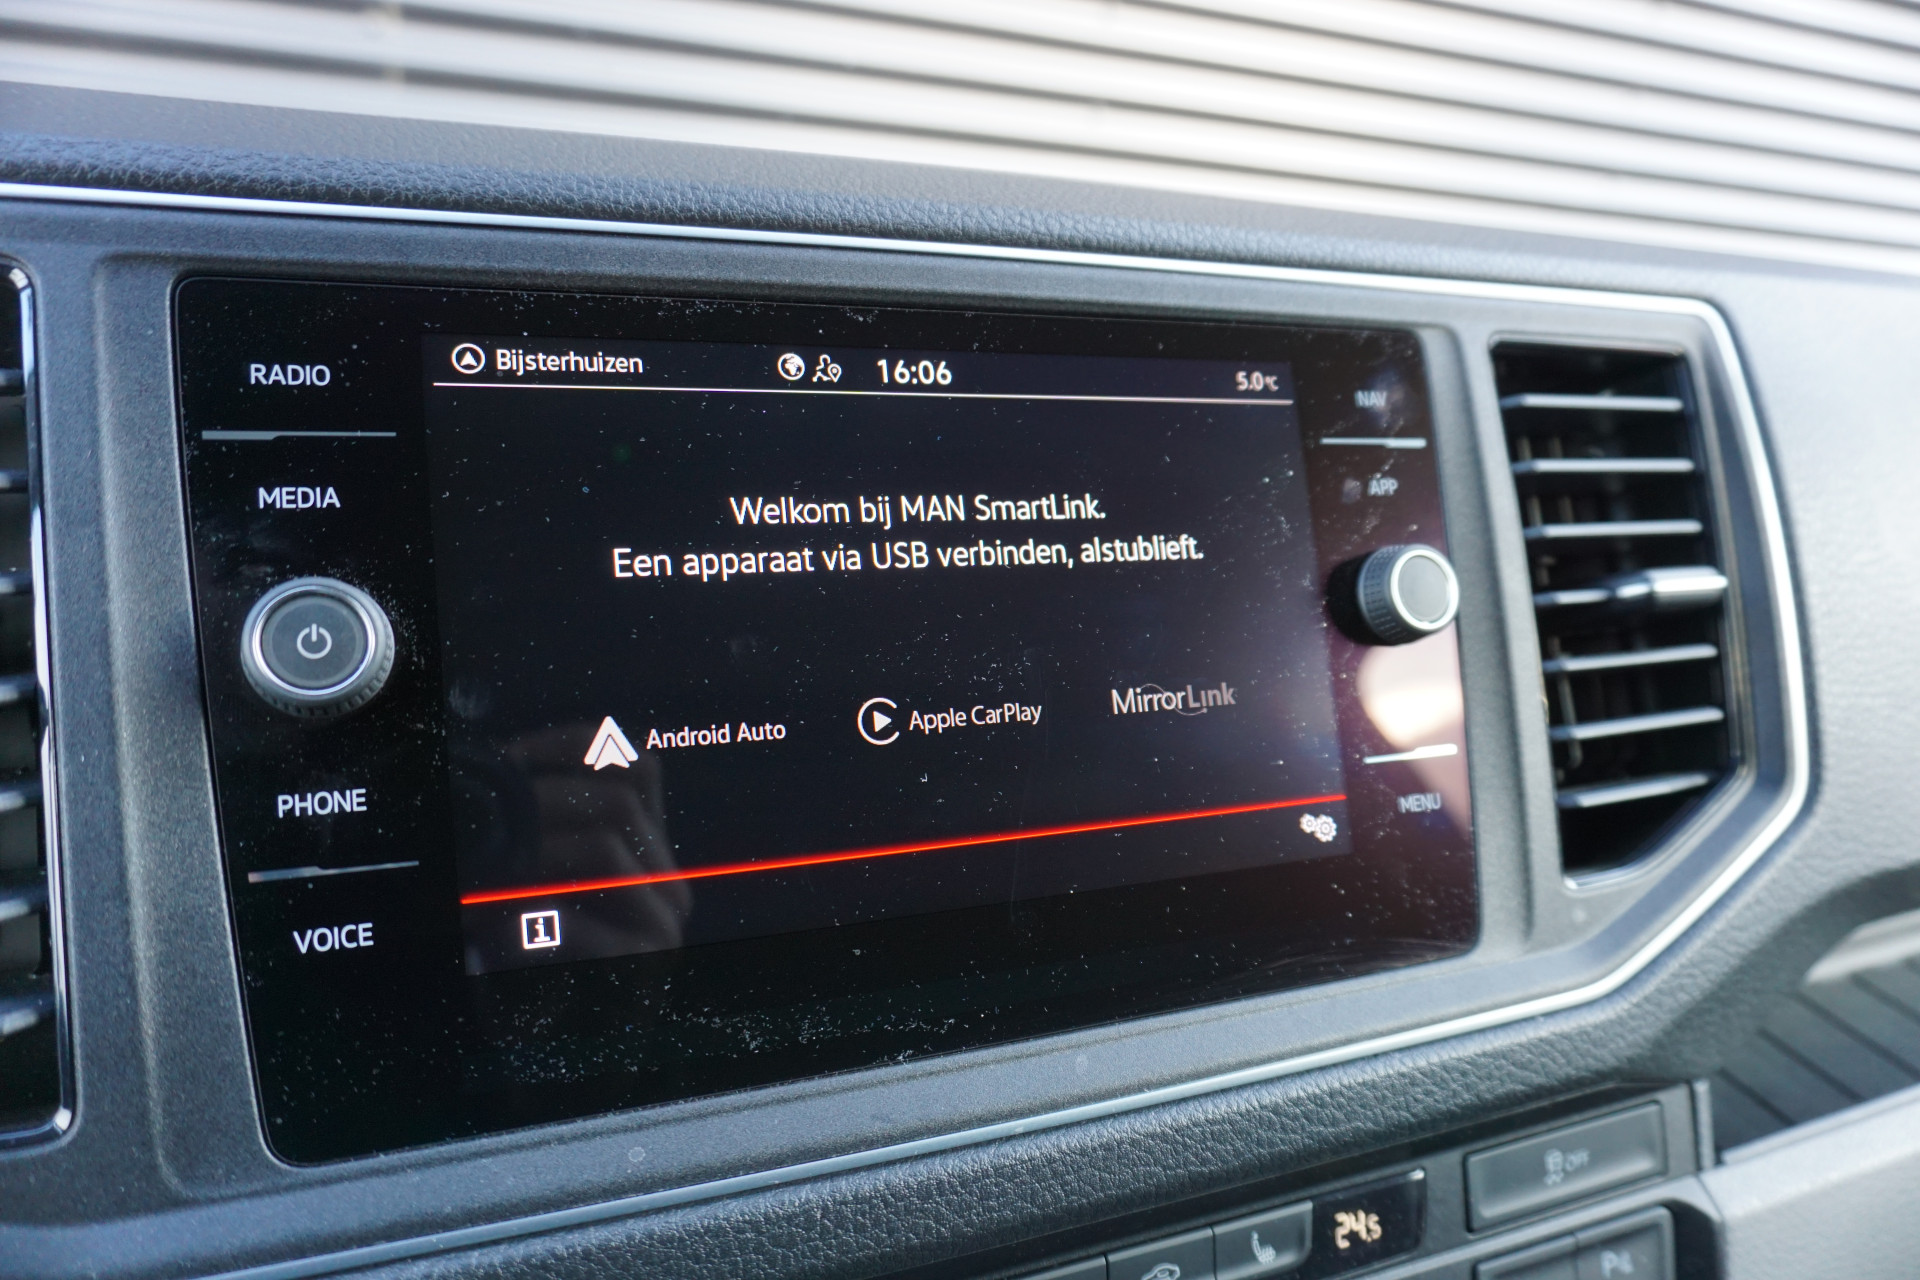 RADIO
MEDIA
PHONE
VOICE
Bijsterhuizen
16:06
5.0°C
Welkom bij MAN SmartLink.
Een apparaat via USB verbinden, alstublieft.
Android Auto
Apple CarPlay
MirrorLink
i
NAV
APP
MENU
OFF
24.5
P